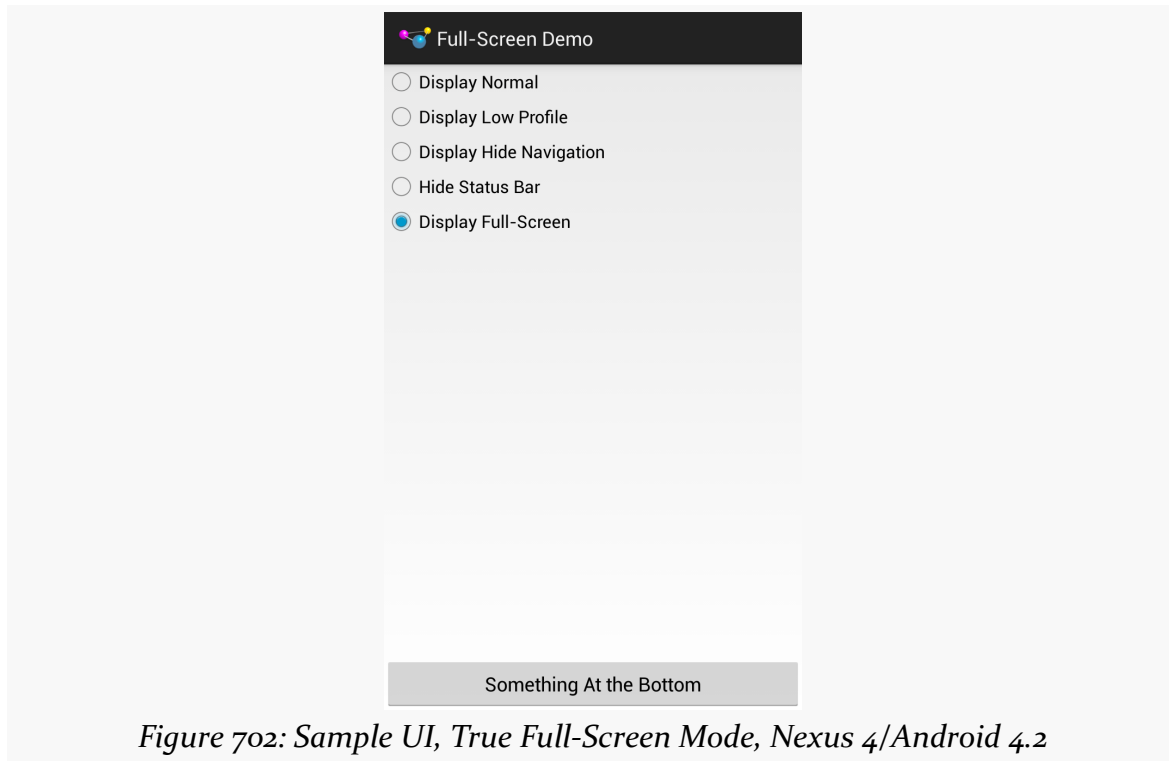 Full-Screen Demo
Display Normal
Display Low Profile
Display Hide Navigation
Hide Status Bar
Display Full-Screen
Something At the Bottom
Figure 702: Sample UI, True Full-Screen Mode, Nexus 4/Android 4.2